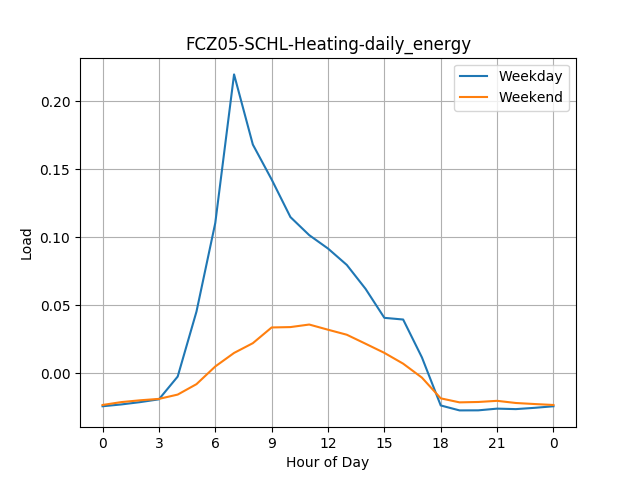 FCZ05-SCHL-Heating-daily_energy
Weekday
Weekend
0.20
0.15
0.10
0.05
0.00
Load
0 3 6 9 12 15 18 21 0
Hour of Day